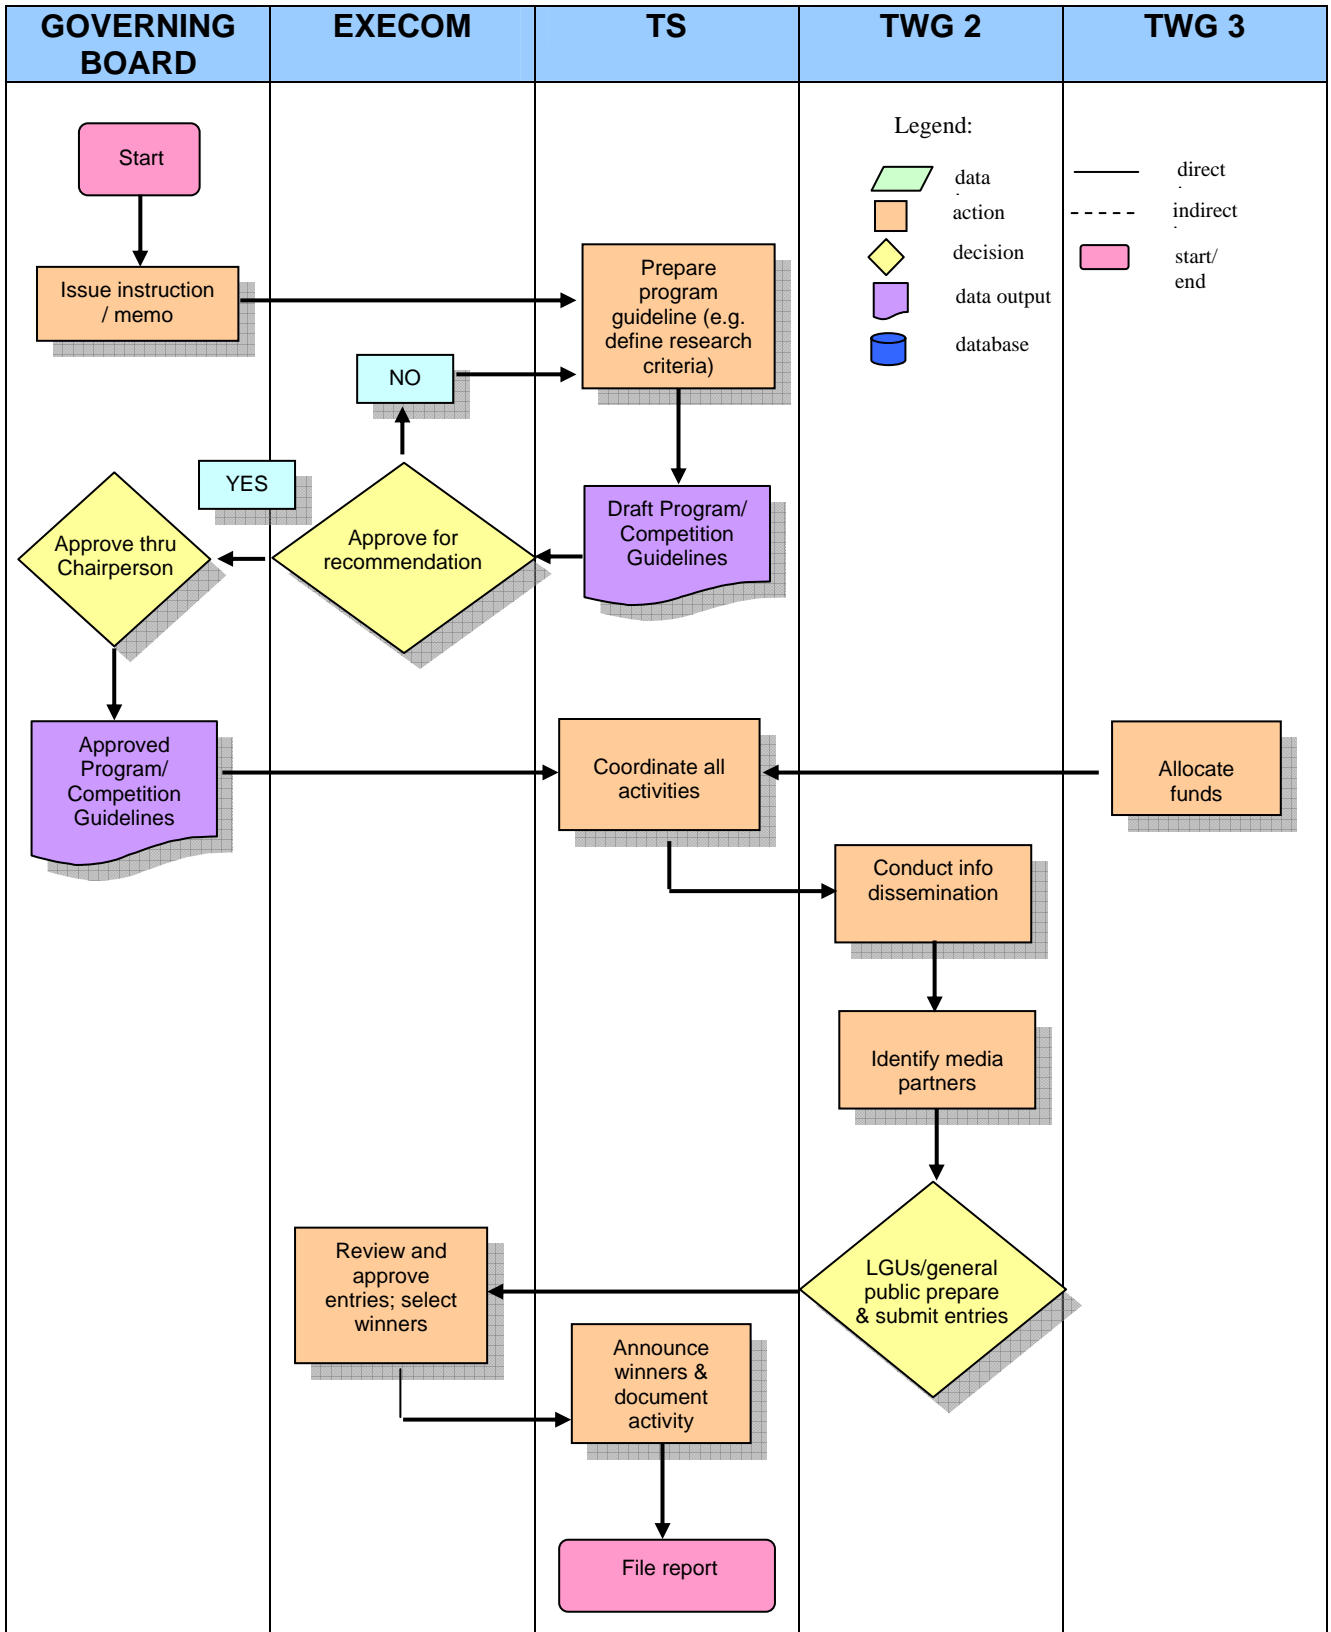 GOVERNING
BOARD
EXECOM
TS
TWG 2
TWG 3
Legend:
data
action
decision
data output
database
direct
indirect
start/
end
Start
Issue instruction
/ memo
Prepare
program
guideline (e.g.
define research
criteria)
NO
YES
Approve thru
Chairperson
Approve for
recommendation
Draft Program/
Competition
Guidelines
Approved
Program/
Competition
Guidelines
Coordinate all
activities
Allocate
funds
Conduct info
dissemination
Identify media
partners
LGUs/general
public prepare
& submit entries
Review and
approve
entries; select
winners
Announce
winners &
document
activity
File report